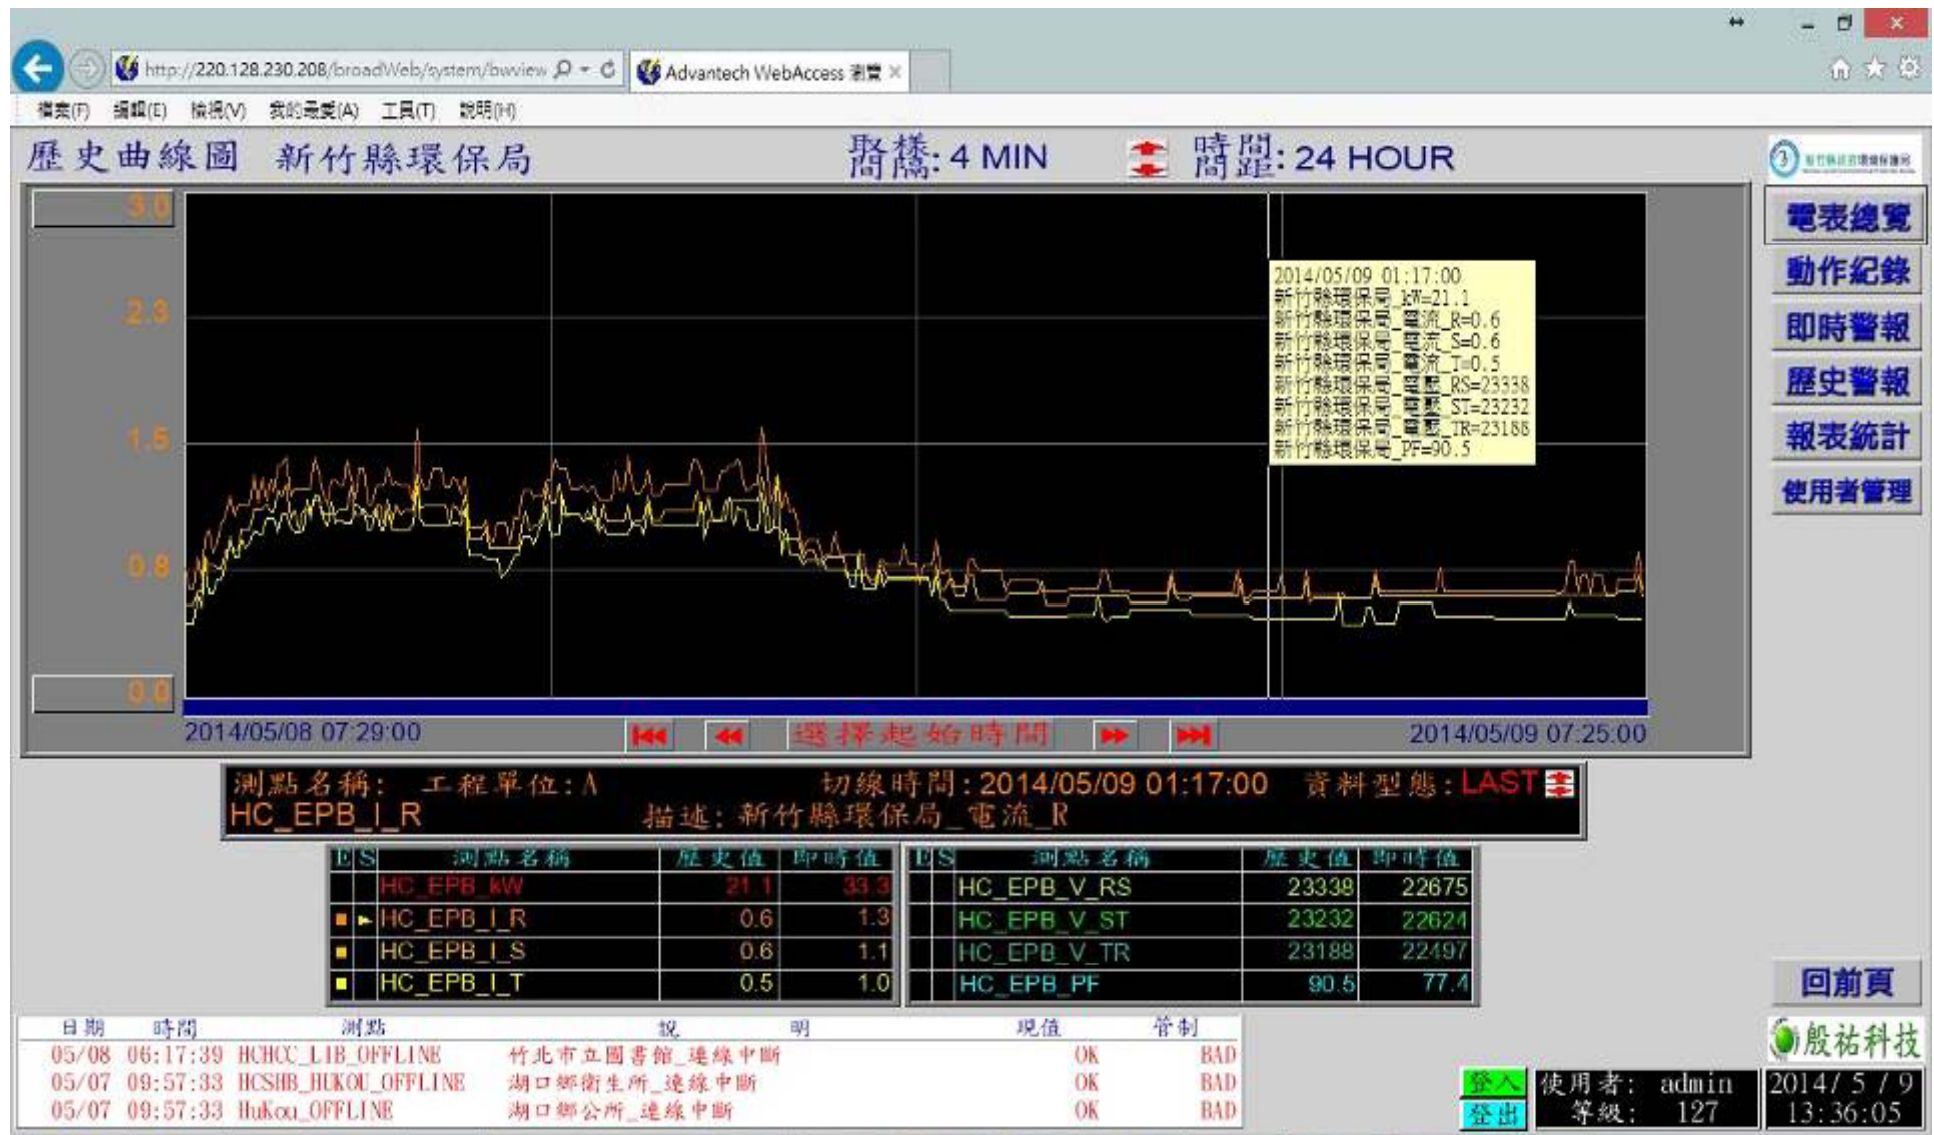 http://220.128.230.208/broadWeb/system/bwview
Advantech WebAccess 瀏覽
檔案(F) 編輯(E) 檢視(V) 我的最愛(A) 工具(T) 說明(H)
歷史曲線圖 新竹縣環保局 取樣間隔: 4 MIN 時間間距: 24 HOUR
3.0
2.3
1.5
0.8
0.0
2014/05/09 01:17:00
新竹縣環保局_kW=21.1
新竹縣環保局_電流_R=0.6
新竹縣環保局_電流_S=0.6
新竹縣環保局_電流_T=0.5
新竹縣環保局_電壓_RS=23338
新竹縣環保局_電壓_ST=23232
新竹縣環保局_電壓_TR=23188
新竹縣環保局_PF=90.5
電表總覽
動作紀錄
即時警報
歷史警報
報表統計
使用者管理
2014/05/08 07:29:00 選擇起始時間 2014/05/09 07:25:00
測點名稱: 工程單位:A 切線時間:2014/05/09 01:17:00 資料型態:LAST
HC_EPB_I_R 描述: 新竹縣環保局_電流_R
E S 測點名稱 歷史值 即時值 E S 測點名稱 歷史值 即時值
HC_EPB_kW 21.1 33.3 HC_EPB_V_RS 23338 22675
HC_EPB_I_R 0.6 1.3 HC_EPB_V_ST 23232 22624
HC_EPB_I_S 0.6 1.1 HC_EPB_V_TR 23188 22497
HC_EPB_I_T 0.5 1.0 HC_EPB_PF 90.5 77.4
回前頁
日期 時間 測點 說 明 現值 管制
05/08 06:17:39 HCHCC_LIB_OFFLINE 竹北市立圖書館_連線中斷 OK BAD
05/07 09:57:33 HCSHB_HUKOU_OFFLINE 湖口鄉衛生所_連線中斷 OK BAD
05/07 09:57:33 HuKou_OFFLINE 湖口鄉公所_連線中斷 OK BAD
殷祐科技
登入 使用者: admin 2014/ 5 / 9
登出 等級: 127 13:36:05